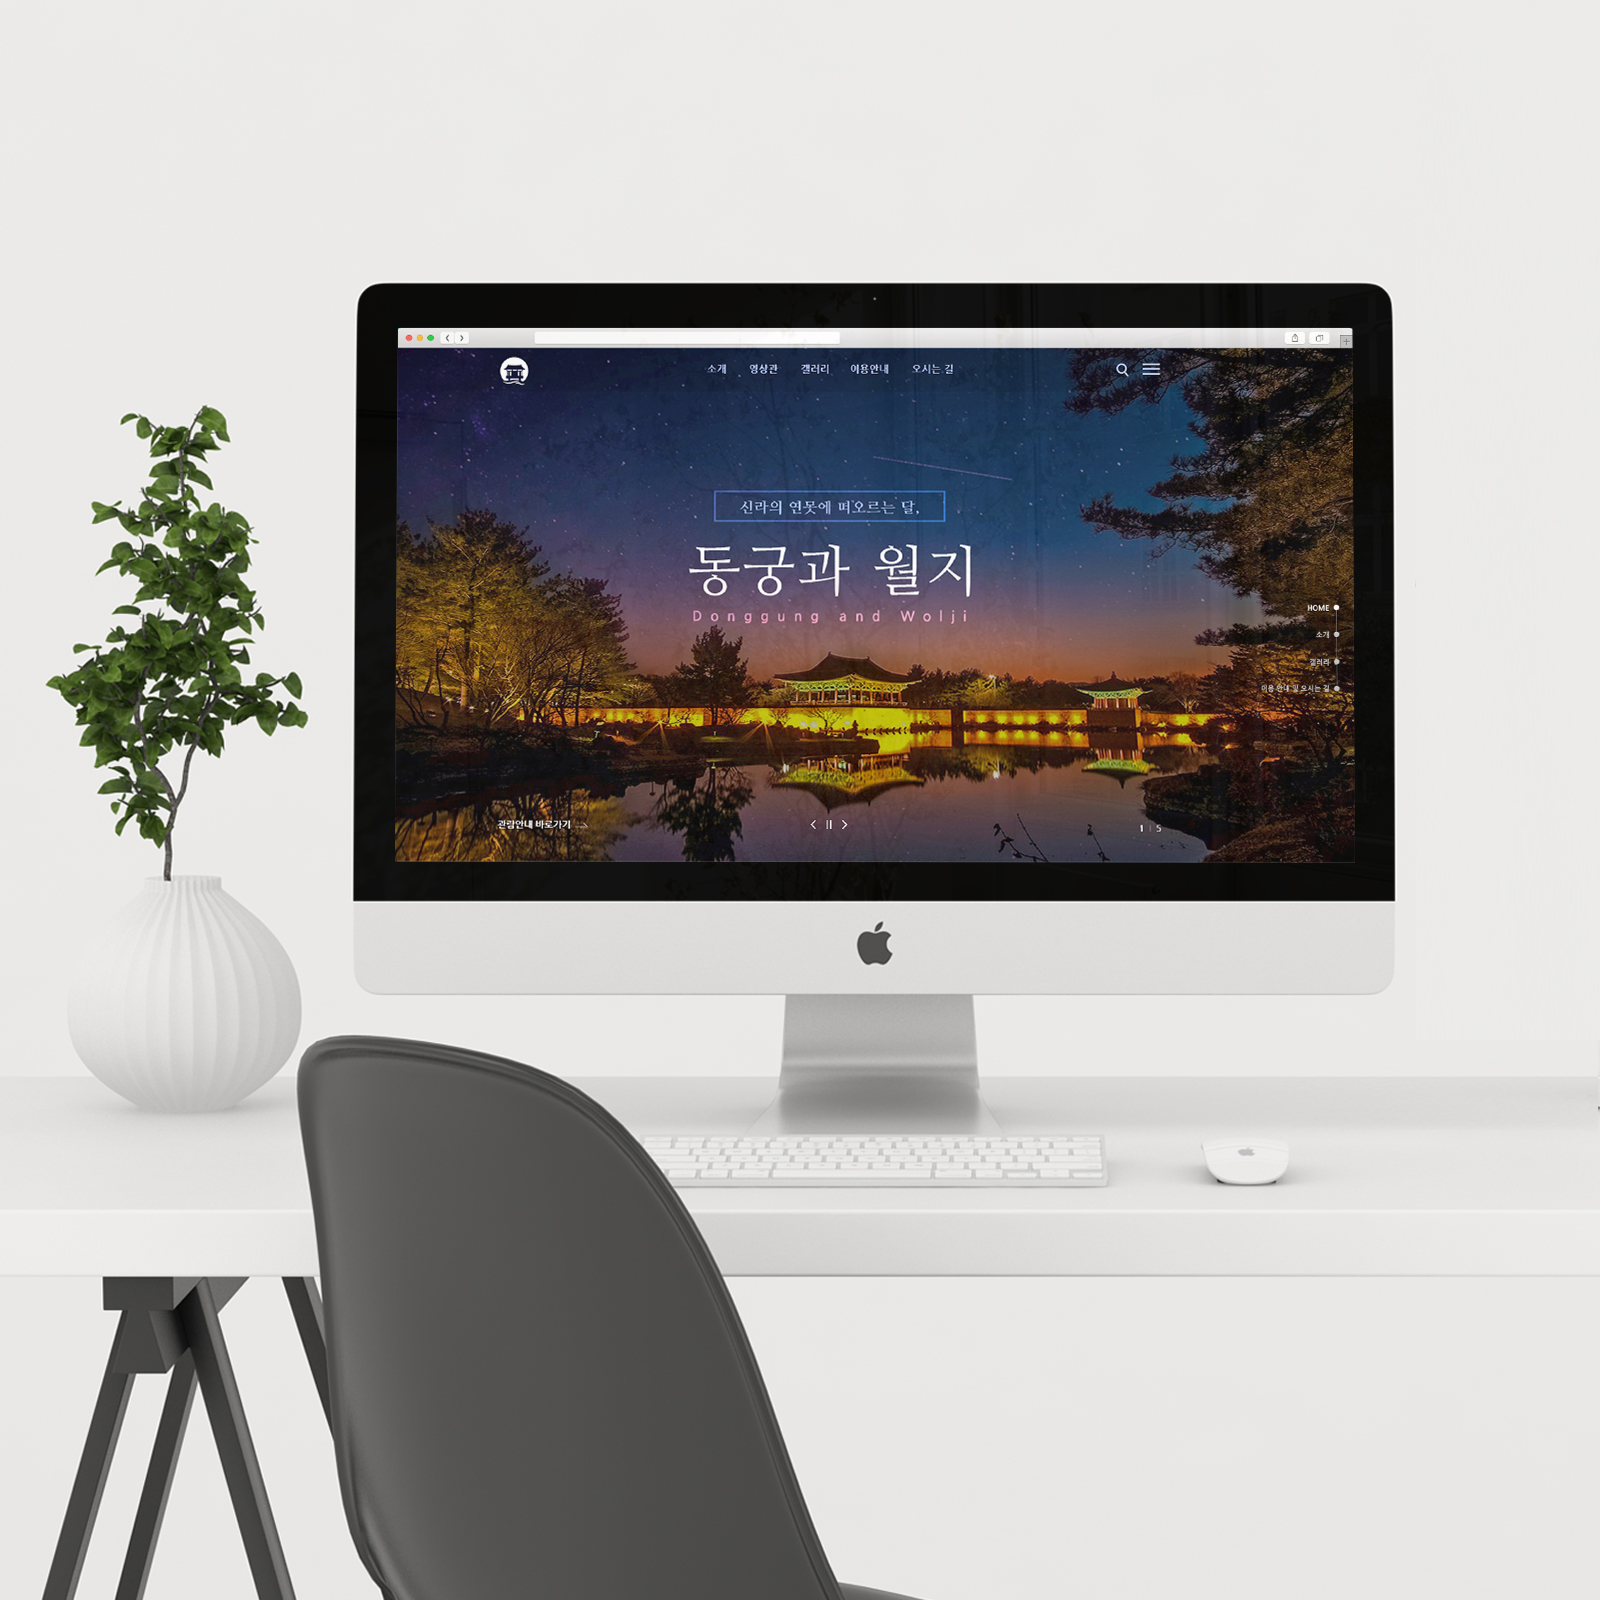 소개 영상관 갤러리 이용안내 오시는 길
신라의 연못에 떠오르는 달,
동궁과 월지
Donggung and Wolji
HOME
소개
갤러리
이용 안내 및 오시는 길
관람안내 바로가기
1 | 5